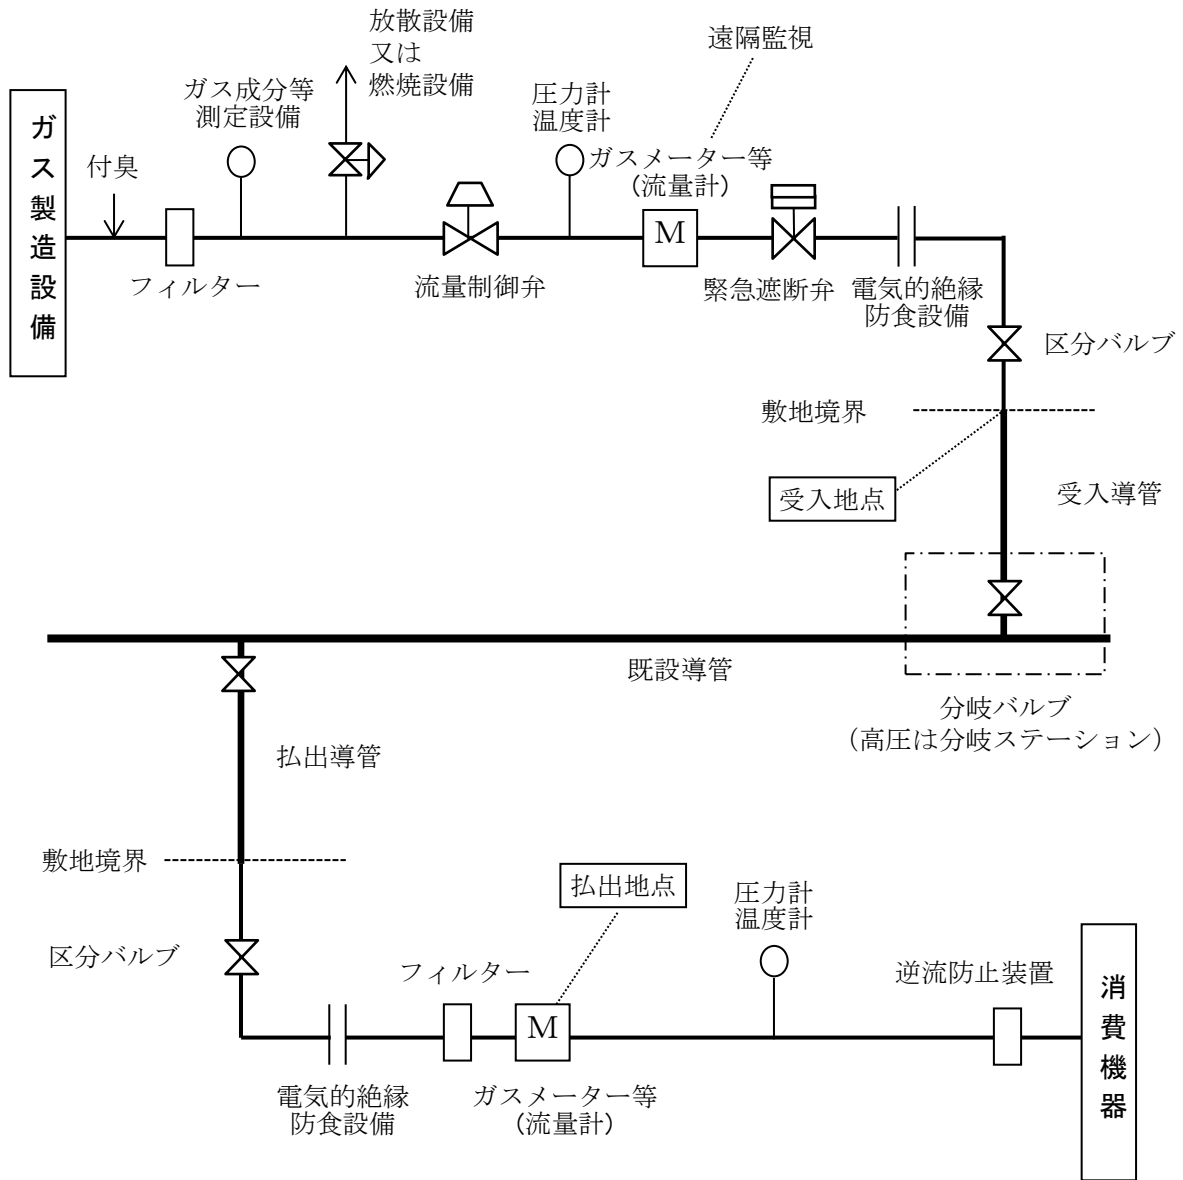 放散設備
又は
燃焼設備
遠隔監視
ガス成分等
測定設備
圧力計
温度計
ガス製造設備
付臭
ガスメーター等
（流量計）
M
フィルター
流量制御弁
緊急遮断弁
電気的絶縁
防食設備
区分バルブ
敷地境界
受入地点
受入導管
既設導管
分岐バルブ
（高圧は分岐ステーション）
払出導管
敷地境界
払出地点
圧力計
温度計
区分バルブ
フィルター
逆流防止装置
消費機器
M
電気的絶縁
防食設備
ガスメーター等
（流量計）